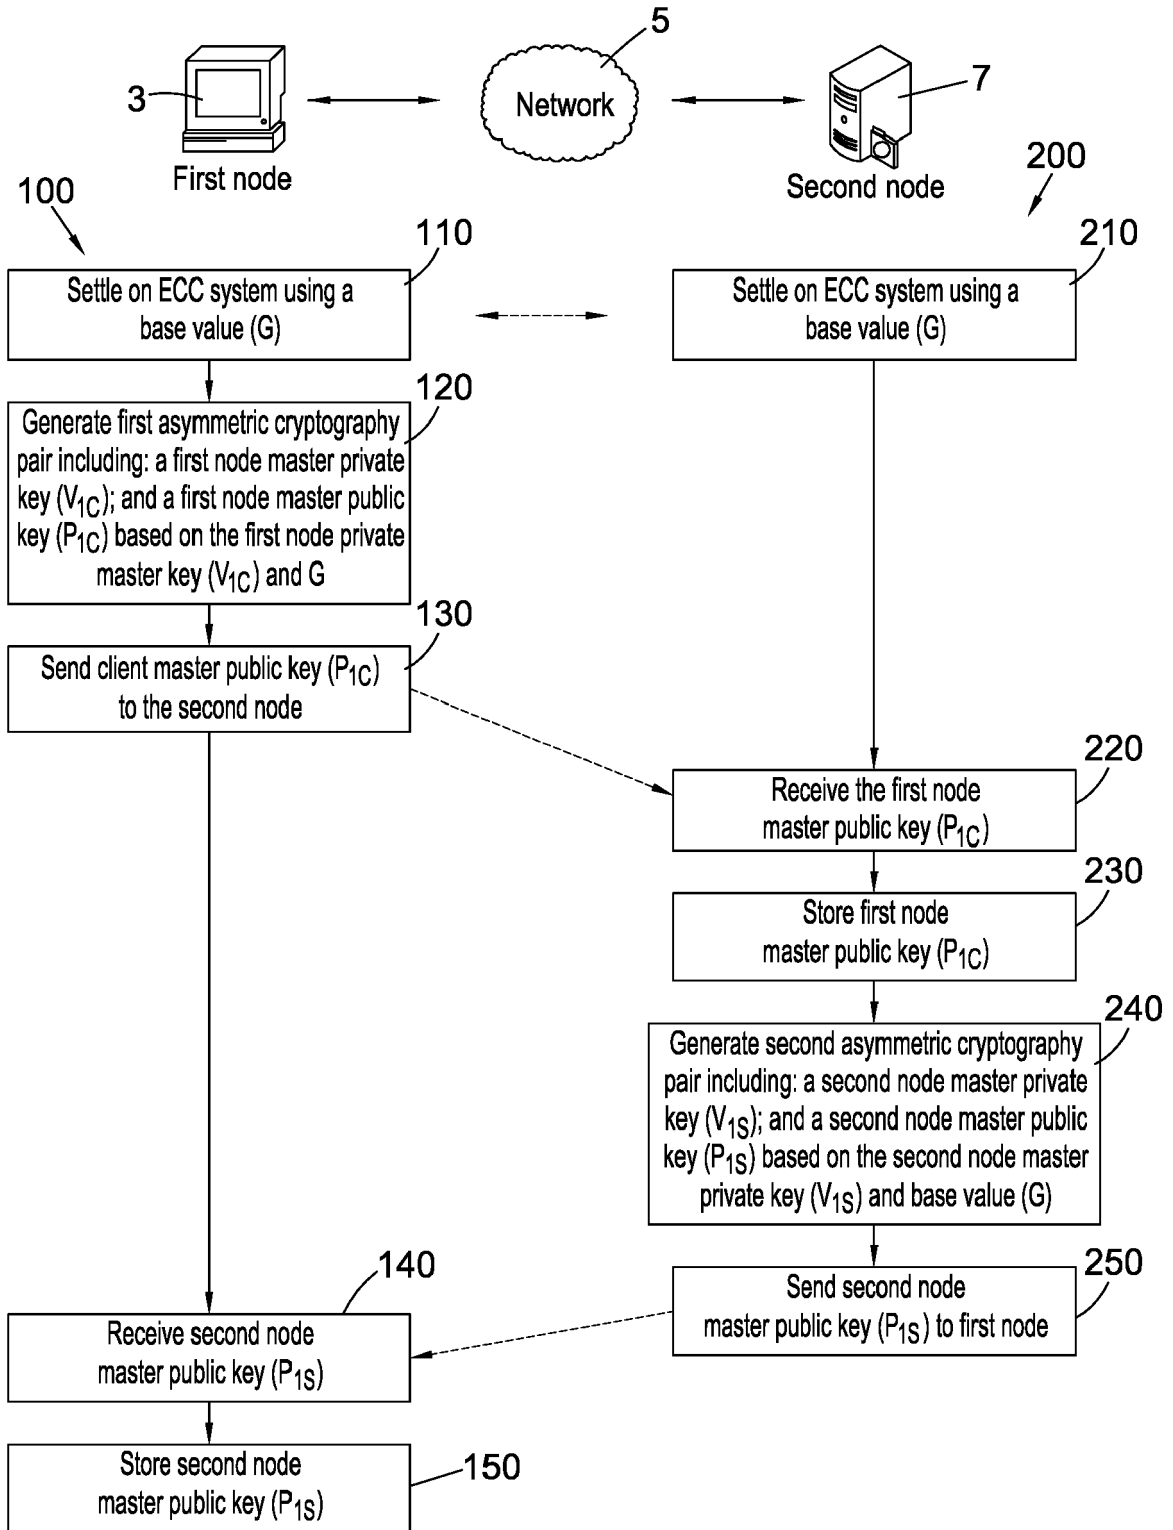 5
3
Network
7
First node
Second node
100
200
110
210
Settle on ECC system using a
base value (G)
Settle on ECC system using a
base value (G)
120
Generate first asymmetric cryptography
pair including: a first node master private
key (V1C); and a first node master public
key (P1C) based on the first node private
master key (V1C) and G
130
Send client master public key (P1C)
to the second node
220
Receive the first node
master public key (P1C)
230
Store first node
master public key (P1C)
240
Generate second asymmetric cryptography
pair including: a second node master private
key (V1S); and a second node master public
key (P1S) based on the second node master
private key (V1S) and base value (G)
250
Send second node
master public key (P1S) to first node
140
Receive second node
master public key (P1S)
150
Store second node
master public key (P1S)